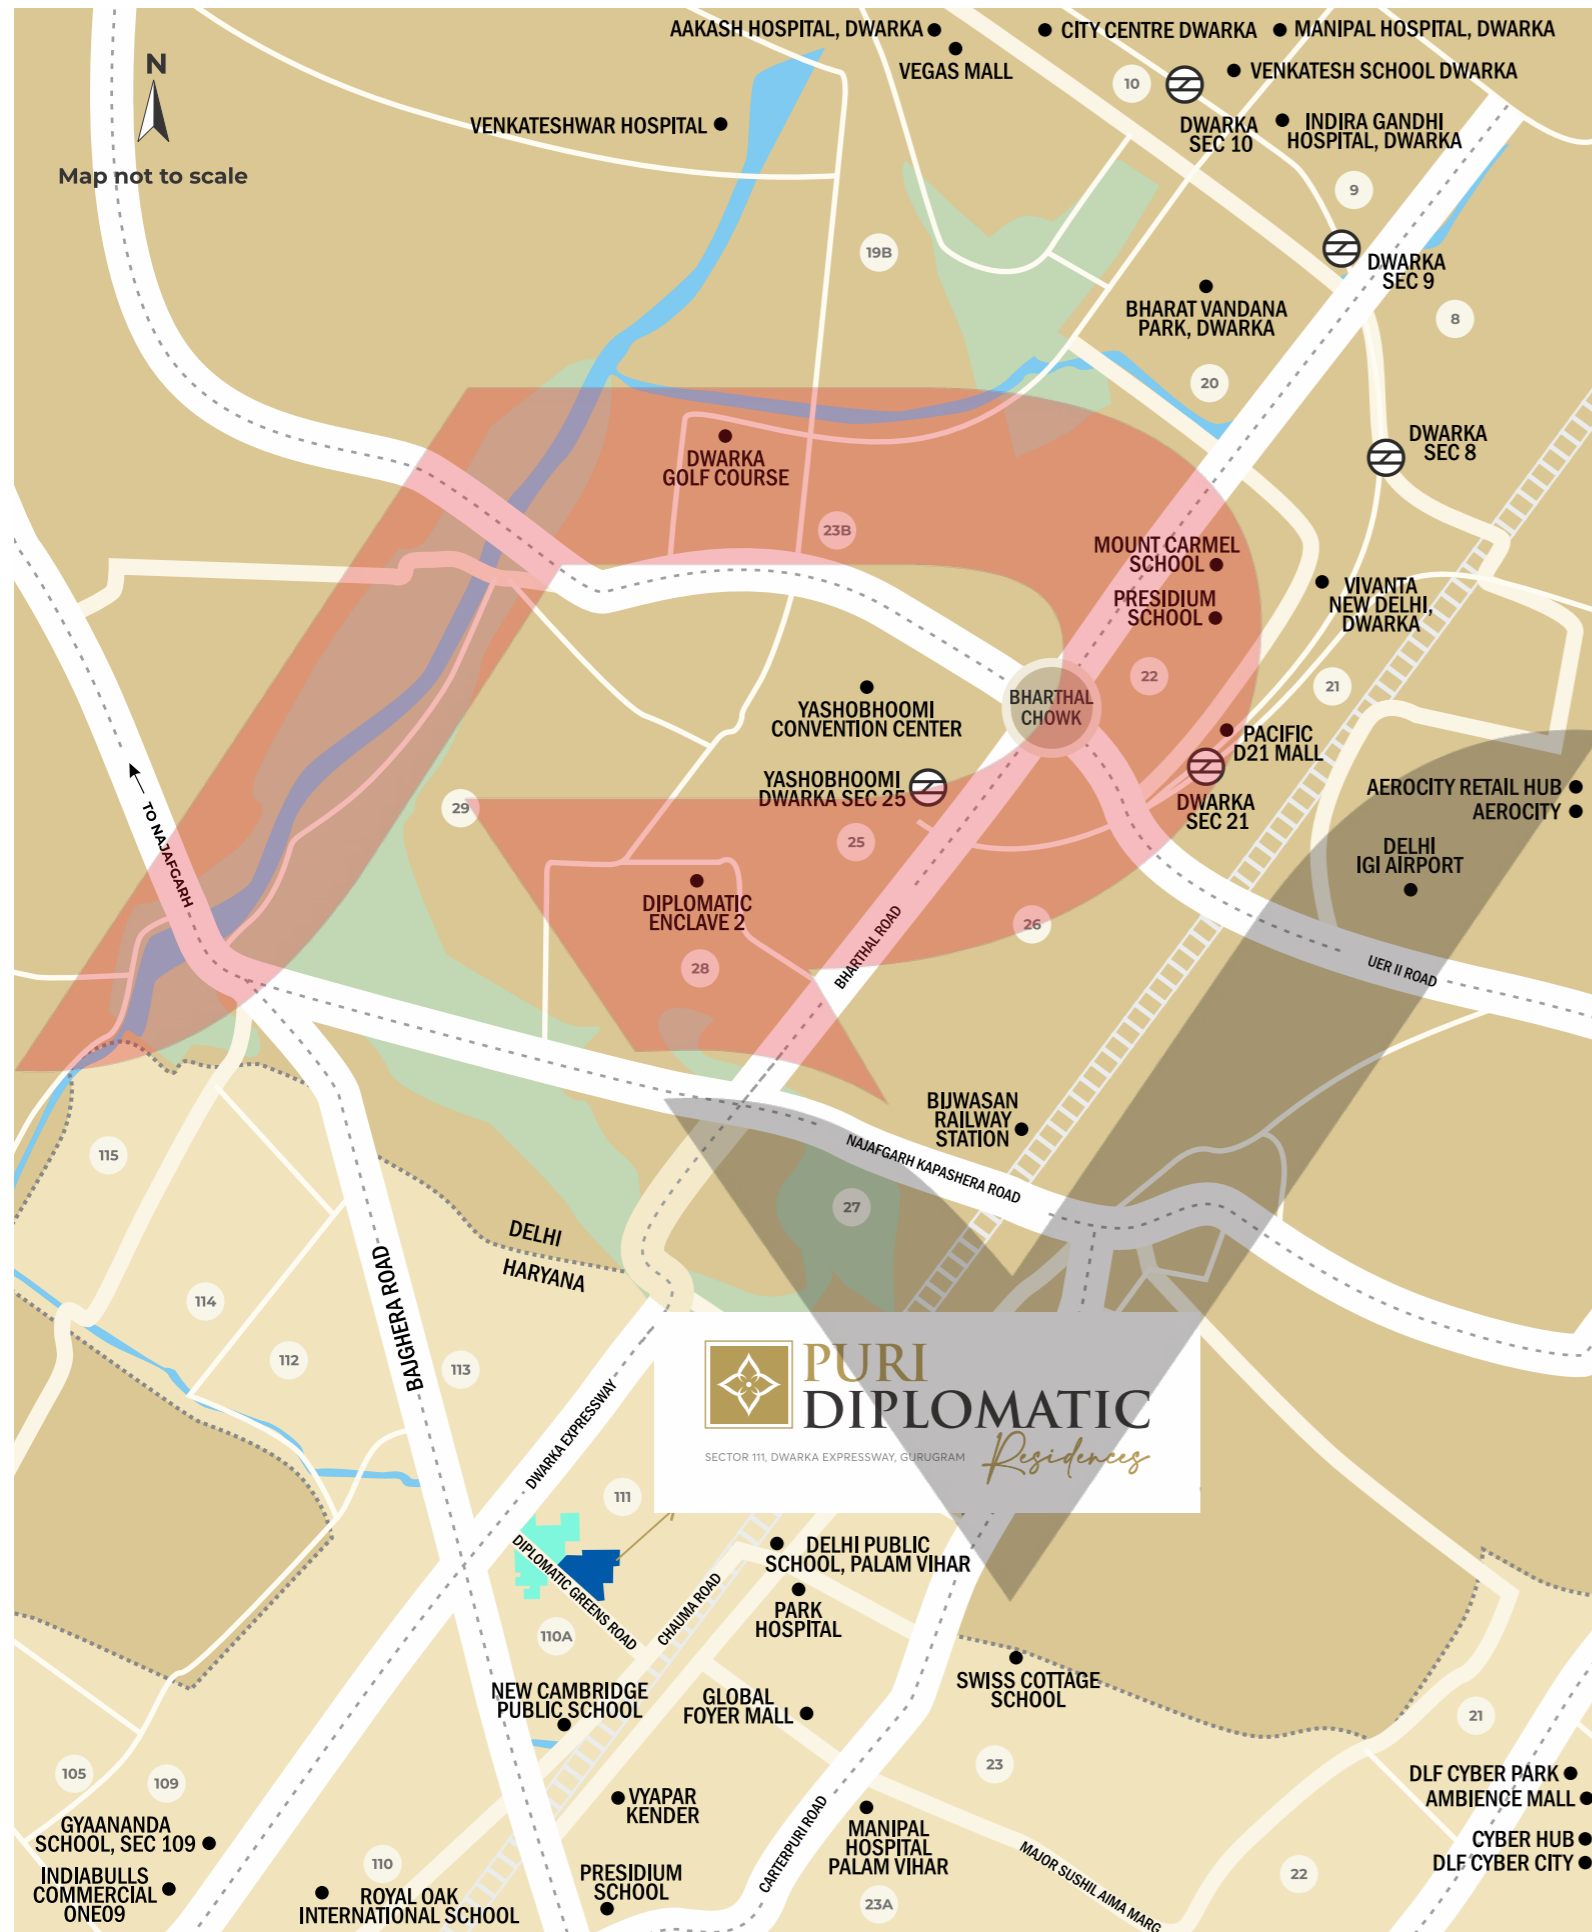 AAKASH HOSPITAL, DWARKA
CITY CENTRE DWARKA
MANIPAL HOSPITAL, DWARKA
VEGAS MALL
VENKATESH SCHOOL DWARKA
N
10
VENKATESHWAR HOSPITAL
DWARKA
SEC 10
INDIRA GANDHI
HOSPITAL, DWARKA
Map not to scale
9
19B
DWARKA
SEC 9
BHARAT VANDANA
PARK, DWARKA
8
20
DWARKA
SEC 8
DWARKA
GOLF COURSE
23B
MOUNT CARMEL
SCHOOL
PRESIDIUM
SCHOOL
VIVANTA
NEW DELHI,
DWARKA
22
21
BHARTHAL
CHOWK
YASHOBHOOMI
CONVENTION CENTER
PACIFIC
D21 MALL
YASHOBHOOMI
DWARKA SEC 25
DWARKA
SEC 21
AEROCITY RETAIL HUB
AEROCITY
29
TO NAJAFGARH
25
DELHI
IGI AIRPORT
DIPLOMATIC
ENCLAVE 2
26
BHARTHAL ROAD
28
UER II ROAD
BIJWASAN
RAILWAY
STATION
115
NAJAFGARH KAPASHERA ROAD
27
DELHI
HARYANA
114
BAJGHERA ROAD
112
113
PURI
DIPLOMATIC
Residences
SECTOR 111, DWARKA EXPRESSWAY, GURUGRAM
DWARKA EXPRESSWAY
111
DELHI PUBLIC
SCHOOL, PALAM VIHAR
DIPLOMATIC GREENS ROAD
CHAUMA ROAD
PARK
HOSPITAL
110A
NEW CAMBRIDGE
PUBLIC SCHOOL
GLOBAL
FOYER MALL
SWISS COTTAGE
SCHOOL
21
105
109
23
DLF CYBER PARK
AMBIENCE MALL
VYAPAR
KENDER
GYAANANDA
SCHOOL, SEC 109
CARTERPURI ROAD
MANIPAL
HOSPITAL
PALAM VIHAR
MAJOR SUSHIL AIMA MARG
CYBER HUB
DLF CYBER CITY
110
22
INDIABULLS
COMMERCIAL
ONE09
ROYAL OAK
INTERNATIONAL SCHOOL
PRESIDIUM
SCHOOL
23A